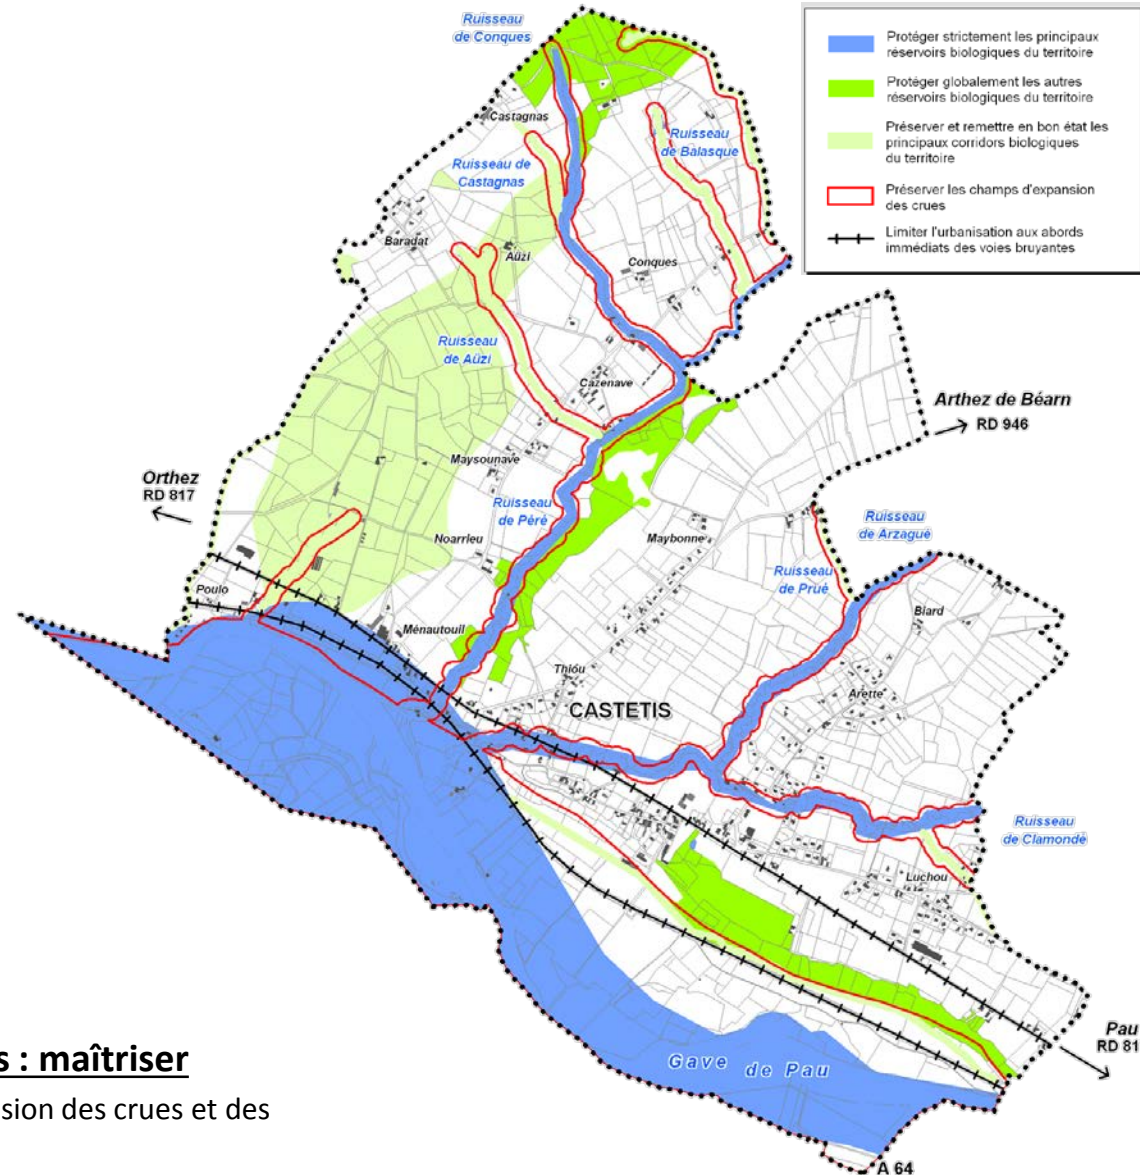 Ruisseau
de Conques
Protéger strictement les principaux
réservoirs biologiques du territoire
Protéger globalement les autres
réservoirs biologiques du territoire
Préserver et remettre en bon état les
principaux corridors biologiques
du territoire
Préserver les champs d'expansion
des crues
Limiter l'urbanisation aux abords
immédiats des voies bruyantes
Castagnas
Ruisseau
de Balasque
Ruisseau de
Castagnas
Baradat
Aüzi
Conques
Ruisseau
de Aüzi
Cazenave
Arthez de Béarn
RD 946
Maysounave
Orthez
RD 817
Ruisseau
de Pèré
Ruisseau
de Arzagué
Noarrieu
Maybonne
Ruisseau
de Prué
Poulo
Biard
Ménautouil
Thiou
Arette
CASTETIS
Ruisseau
de Clamondé
Luchou
Pau
RD 81
s : maîtriser
Gave de Pau
sion des crues et des
A 64